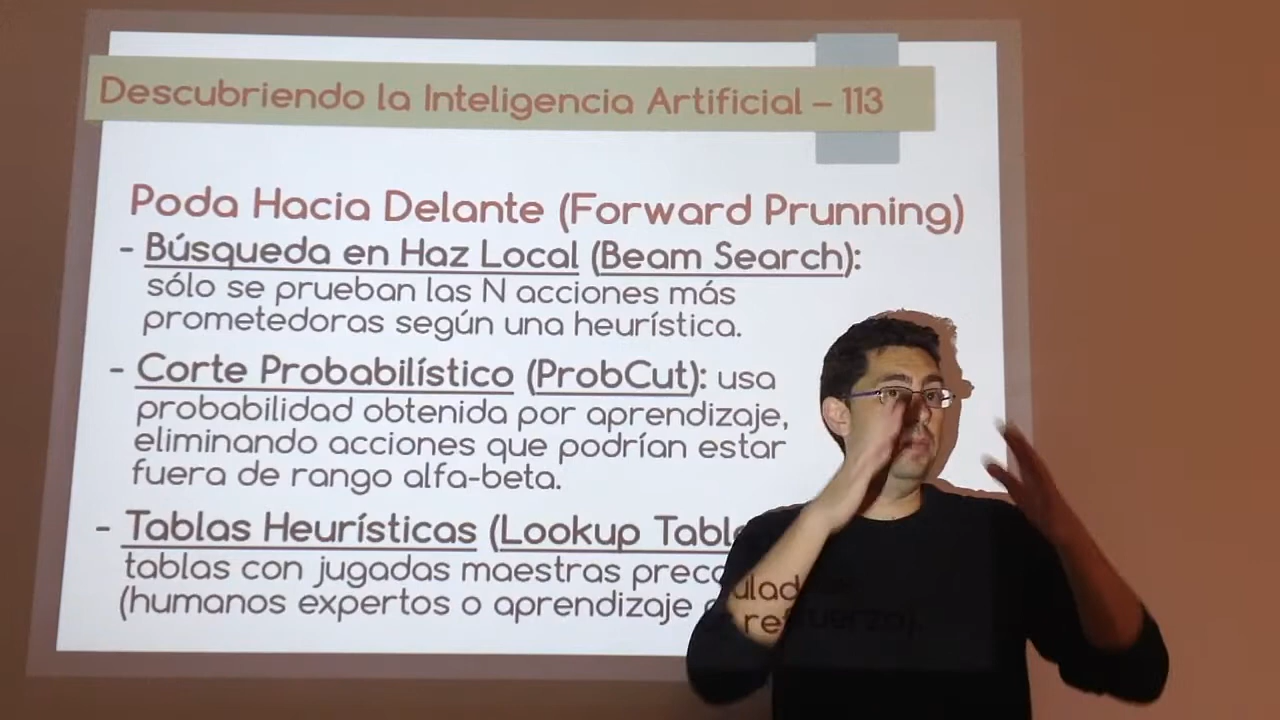 Descubriendo la Inteligencia Artificial – 113
Poda Hacia Delante (Forward Prunning)
- Búsqueda en Haz Local (Beam Search):
sólo se prueban las N acciones más
prometedoras según una heurística.
- Corte Probabilístico (ProbCut): usa
probabilidad obtenida por aprendizaje,
eliminando acciones que podrían estar
fuera de rango alfa-beta.
- Tablas Heurísticas (Lookup
tablas con jugadas maestras
(humanos expertos o aprendizaje refuerzo).